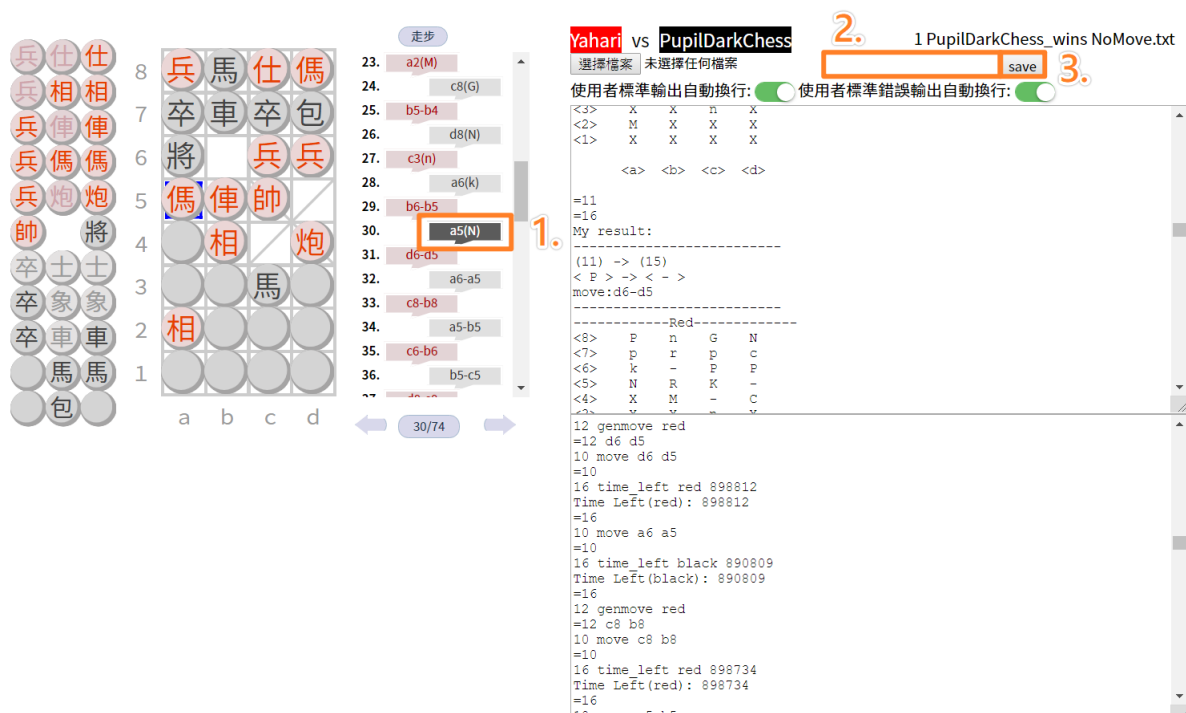 兵 仕 仕
兵 相 相
兵 俥 俥
兵 傌 傌
兵 炮 炮
帥 將
卒 士 士
卒 象 象
卒 車 車
馬 馬
包
8 兵 馬 仕 傌
7 卒 車 卒 包
6 將 兵 兵
5 傌 俥 帥
4 相 炮
3 馬
2 相
1
a b c d
走步
23. a2(M)
24. c8(G)
25. b5-b4
26. d8(N)
27. c3(n)
28. a6(k)
29. b6-b5
30. a5(N)
31. d6-d5
32. a6-a5
33. c8-b8
34. a5-b5
35. c6-b6
36. b5-c5
30/74
1.
Yahari vs PupilDarkChess
2.
1 PupilDarkChess_wins NoMove.txt
選擇檔案 未選擇任何檔案
save
3.
使用者標準輸出自動換行: 使用者標準錯誤輸出自動換行:
<3> X X n X
<2> M X X X
<1> X X X X
<a> <b> <c> <d>
=11
=16
My result:
--------------------------
(11) -> (15)
< P > -> < - >
move:d6-d5
--------------------------
------------Red-------------
<8> P n G N
<7> p r p c
<6> k - P P
<5> N R K -
<4> X M - C
<3> X X n X
12 genmove red
=12 d6 d5
10 move d6 d5
=10
16 time_left red 898812
Time Left(red): 898812
=16
10 move a6 a5
=10
16 time_left black 890809
Time Left(black): 890809
=16
12 genmove red
=12 c8 b8
10 move c8 b8
=10
16 time_left red 898734
Time Left(red): 898734
=16